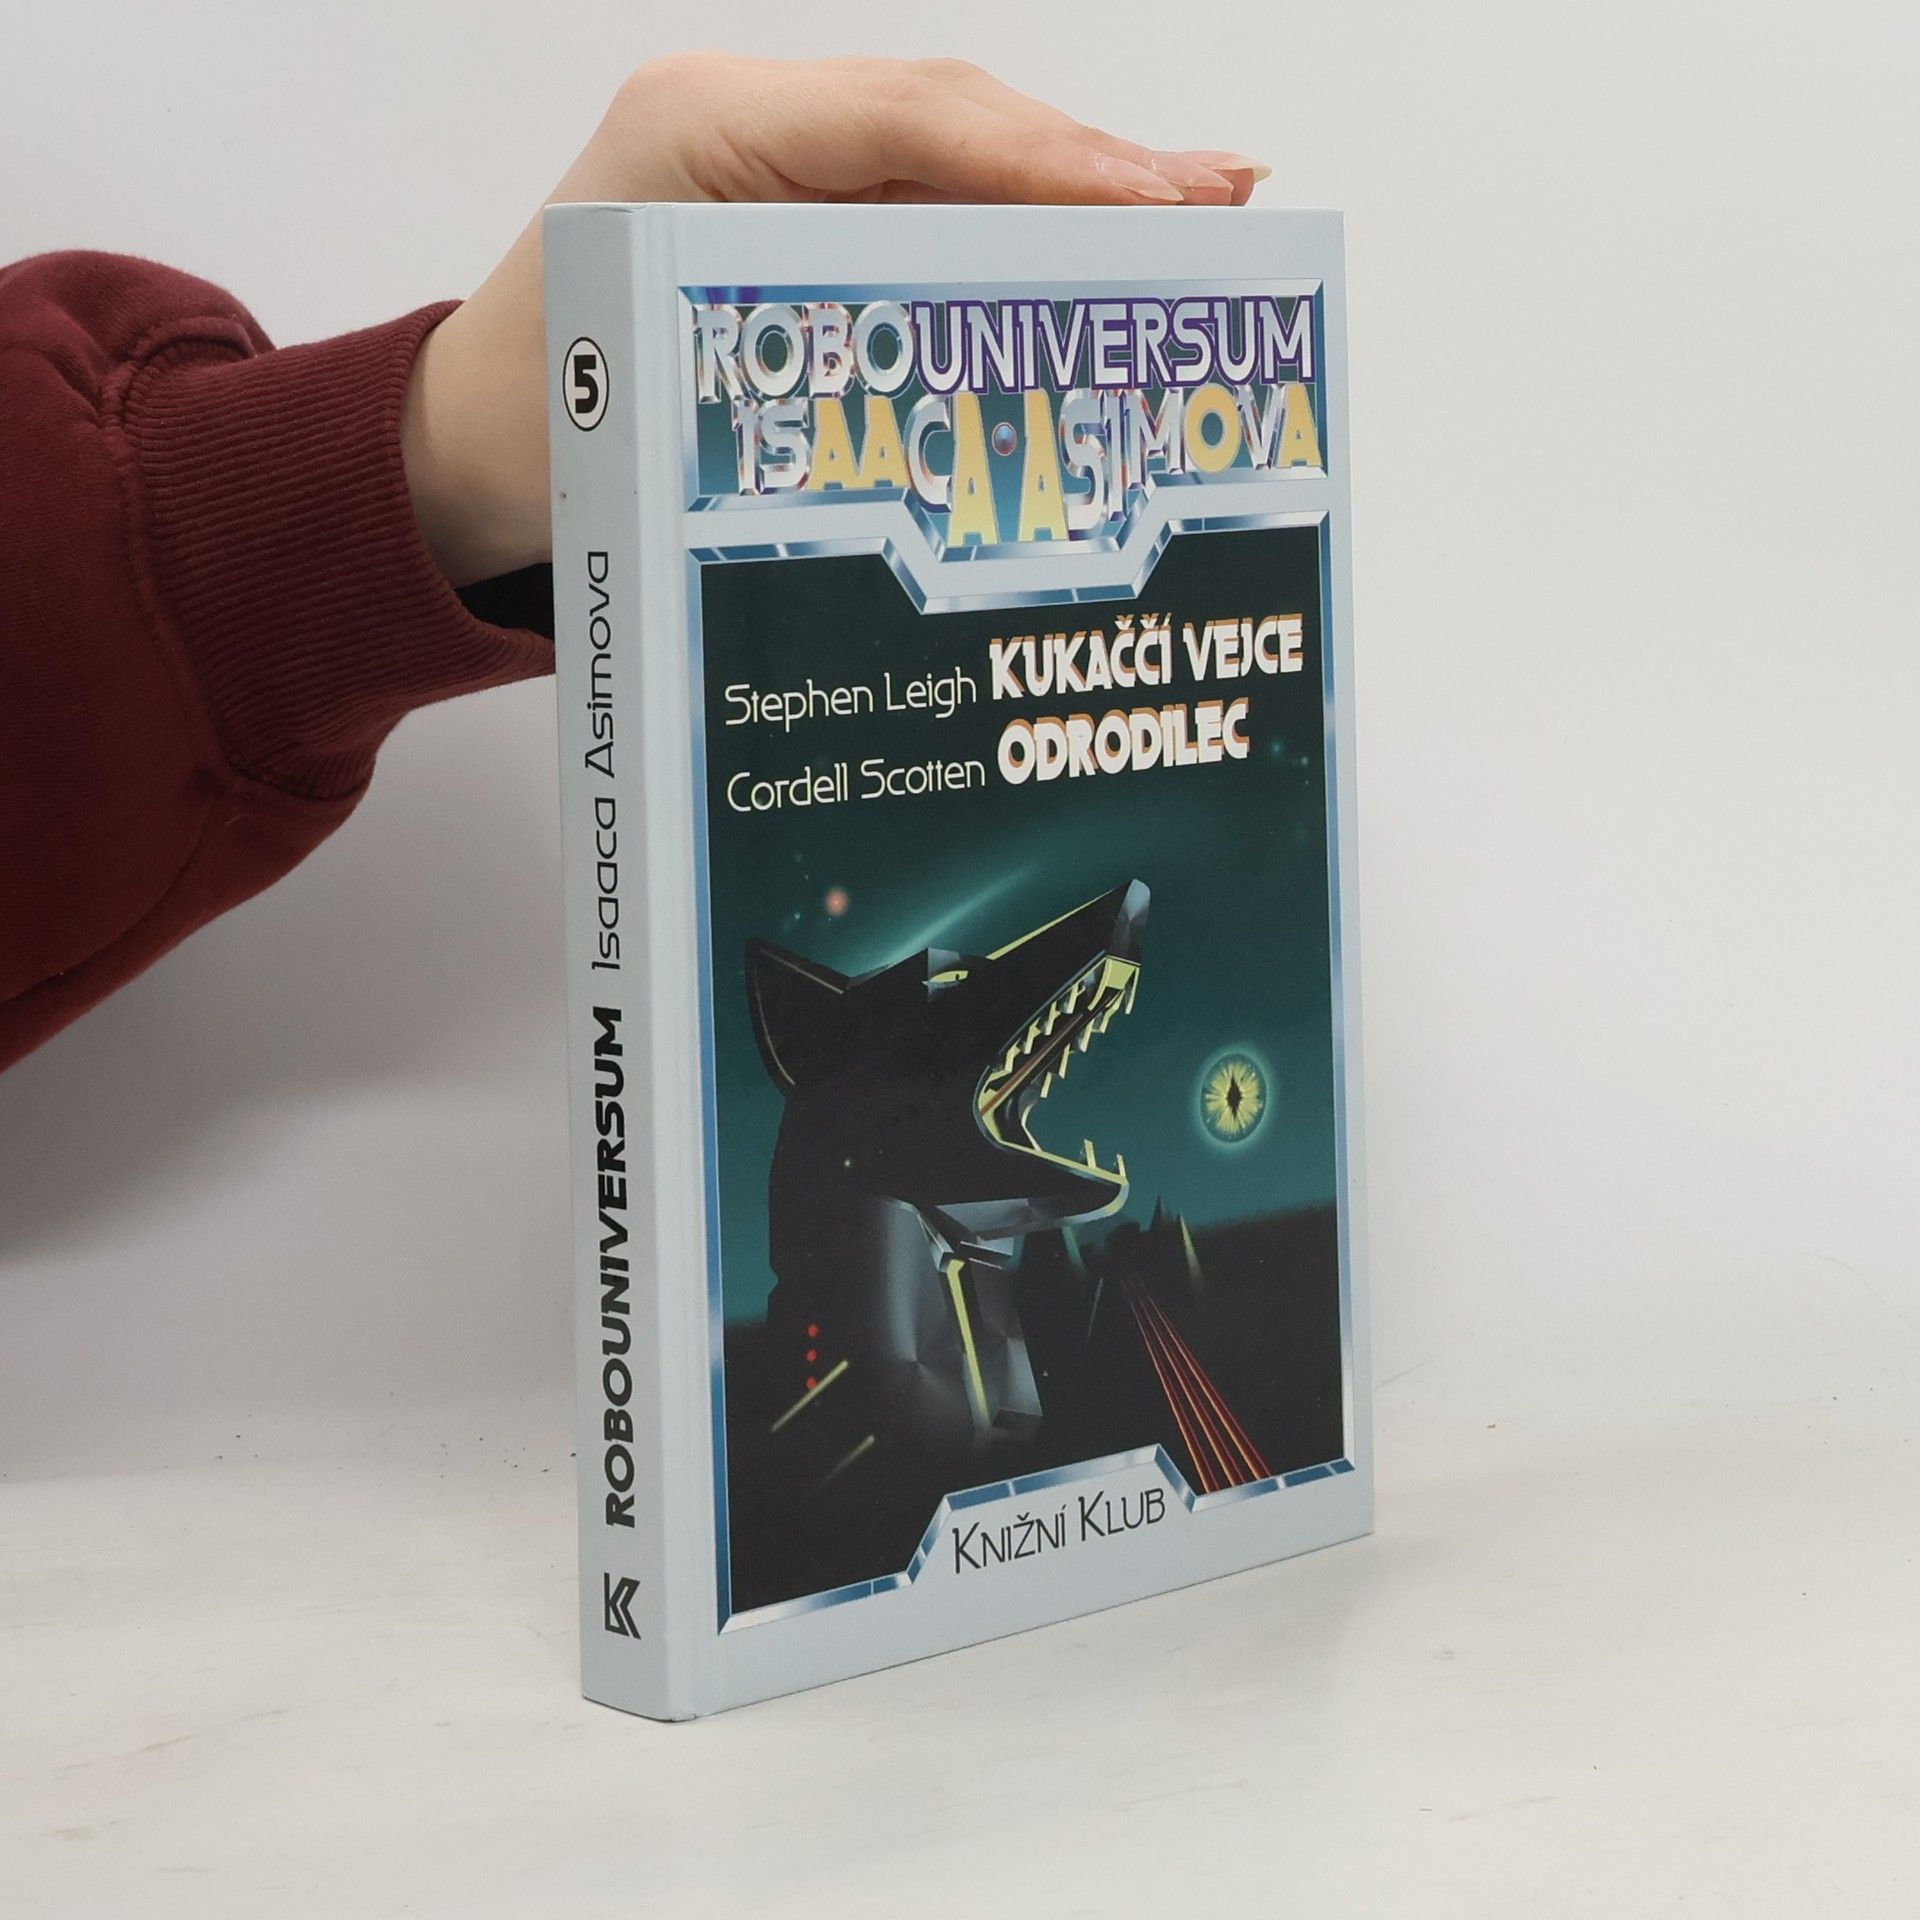 5
ROBOUNIVERSUM Isaaca Asimova
ROBOUNIVERSUM
ISAACA·ASIMOVA
Stephen Leigh KUKAČČÍ VEJCE
Cordell Scotten ODRODILEC
KNIŽNÍ KLUB